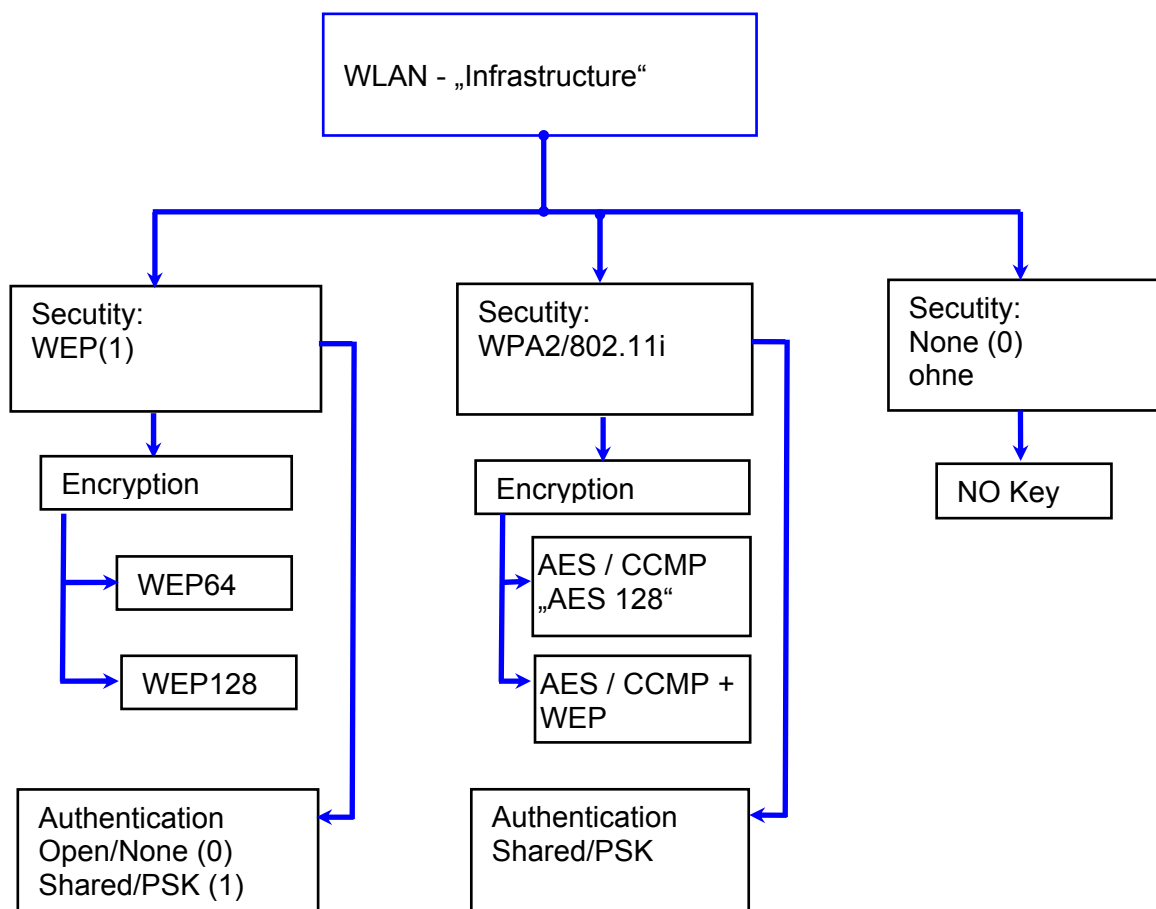 WLAN - „Infrastructure“
Secutity:
WEP(1)
Secutity:
WPA2/802.11i
Secutity:
None (0)
ohne
Encryption
Encryption
NO Key
WEP64
AES / CCMP
„AES 128“
WEP128
AES / CCMP +
WEP
Authentication
Open/None (0)
Shared/PSK (1)
Authentication
Shared/PSK